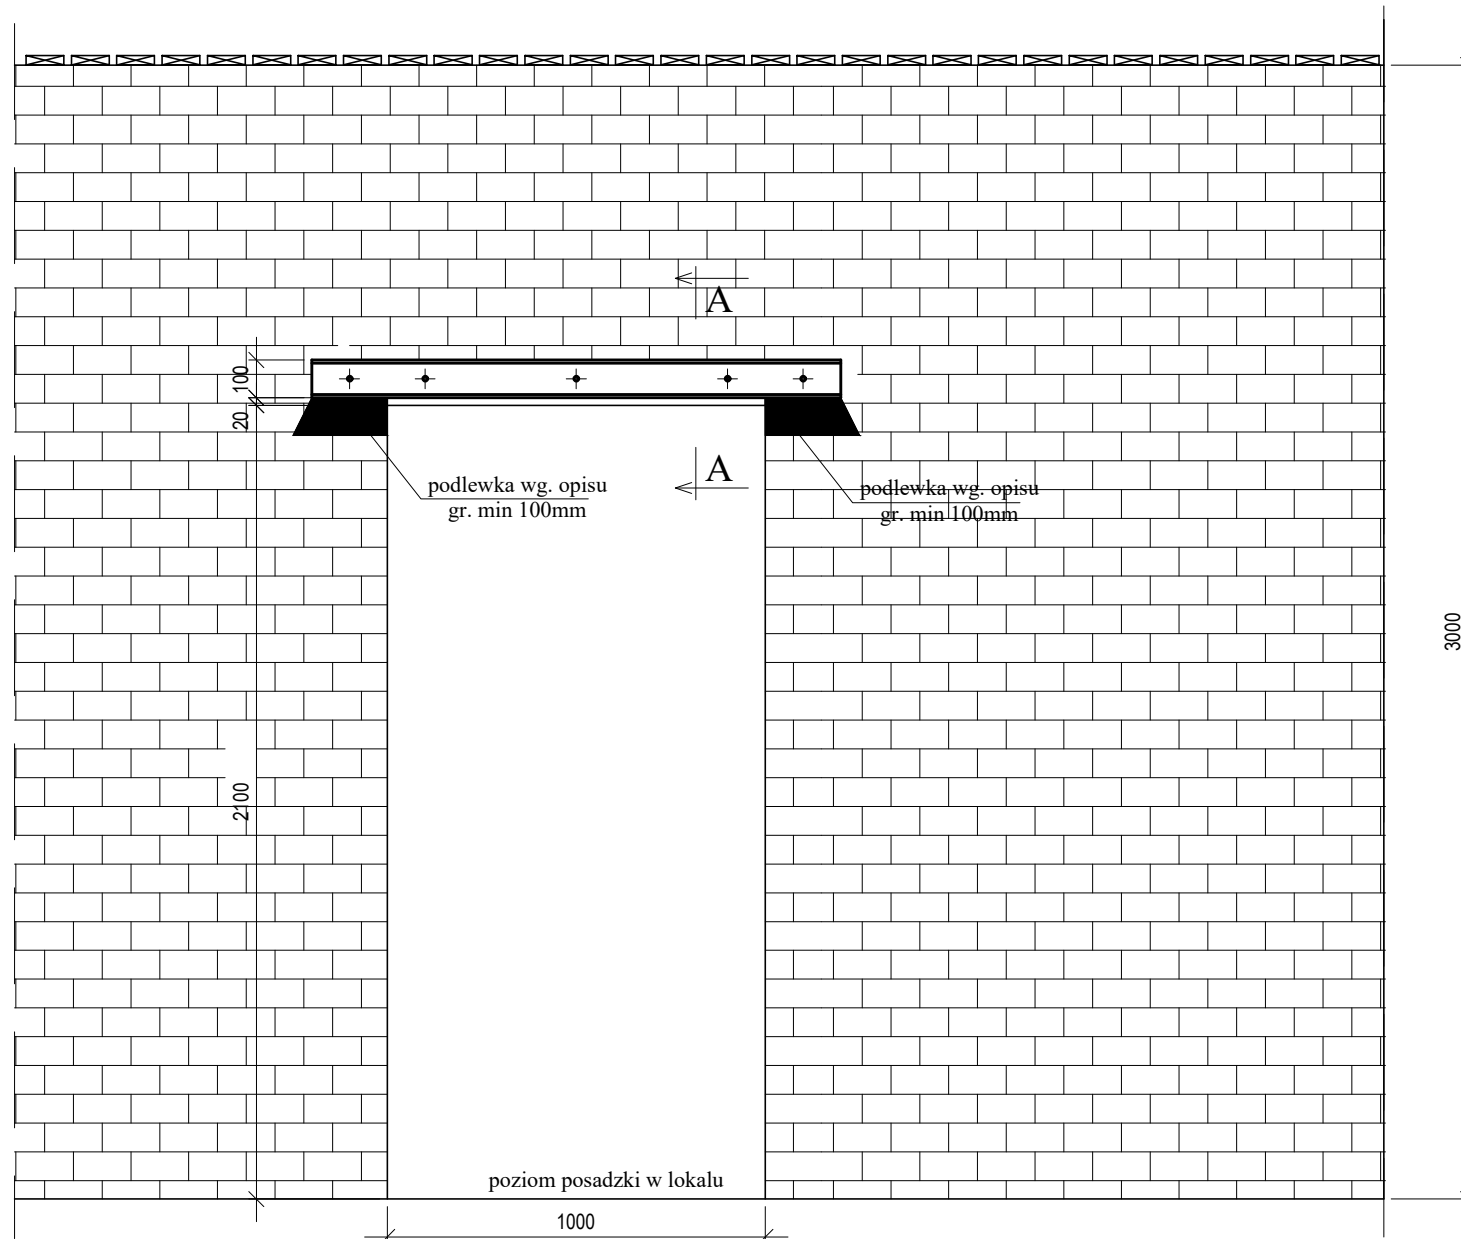 A
100
20
A
podlewka wg. opisu
gr. min 100mm
podlewka wg. opisu
gr. min 100mm
3000
2100
poziom posadzki w lokalu
1000